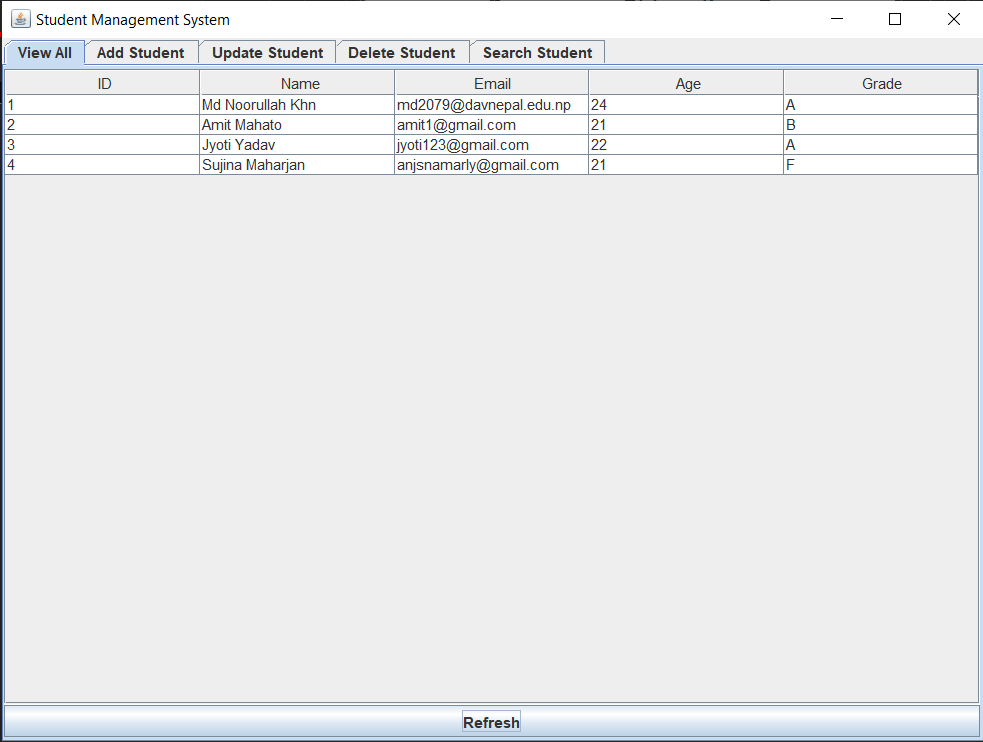 Student Management System
View All Add Student Update Student Delete Student Search Student
ID Name Email Age Grade
1 Md Noorullah Khn md2079@davnepal.edu.np 24 A
2 Amit Mahato amit1@gmail.com 21 B
3 Jyoti Yadav jyoti123@gmail.com 22 A
4 Sujina Maharjan anjsnamarly@gmail.com 21 F
Refresh